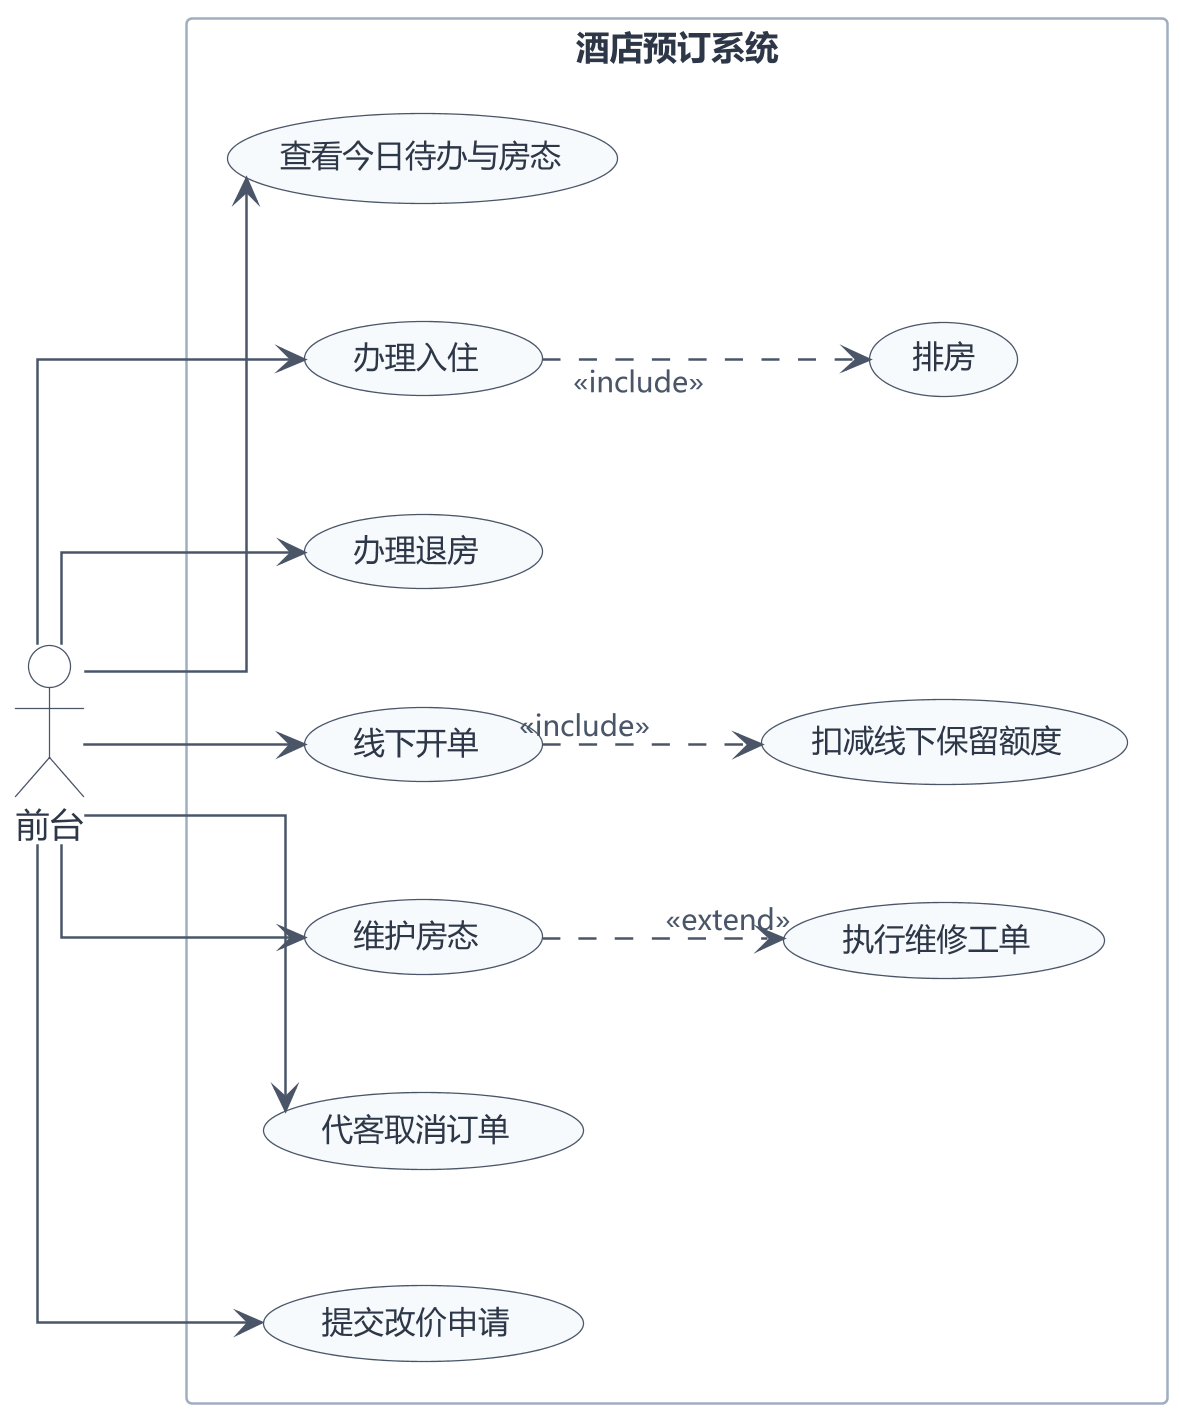 酒店预订系统
查看今日待办与房态
办理入住
«include»
排房
办理退房
线下开单
«include»
扣减线下保留额度
前台
维护房态
«extend»
执行维修工单
代客取消订单
提交改价申请